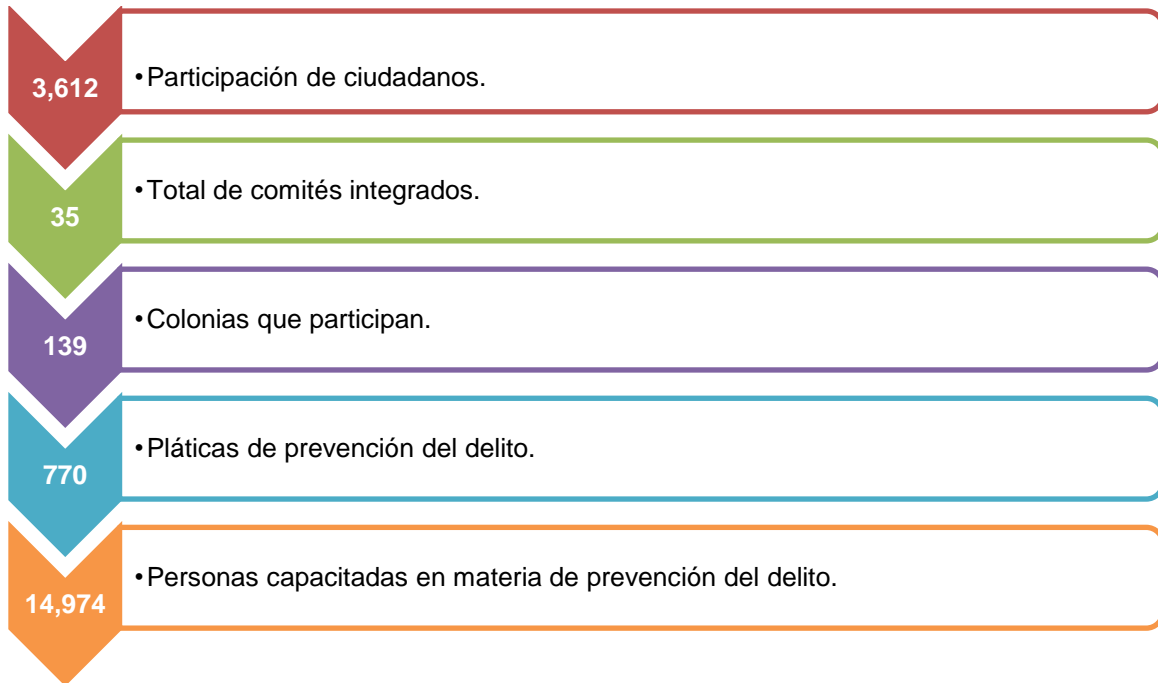 3,612
•Participación de ciudadanos.
35
•Total de comités integrados.
139
•Colonias que participan.
770
•Pláticas de prevención del delito.
14,974
•Personas capacitadas en materia de prevención del delito.